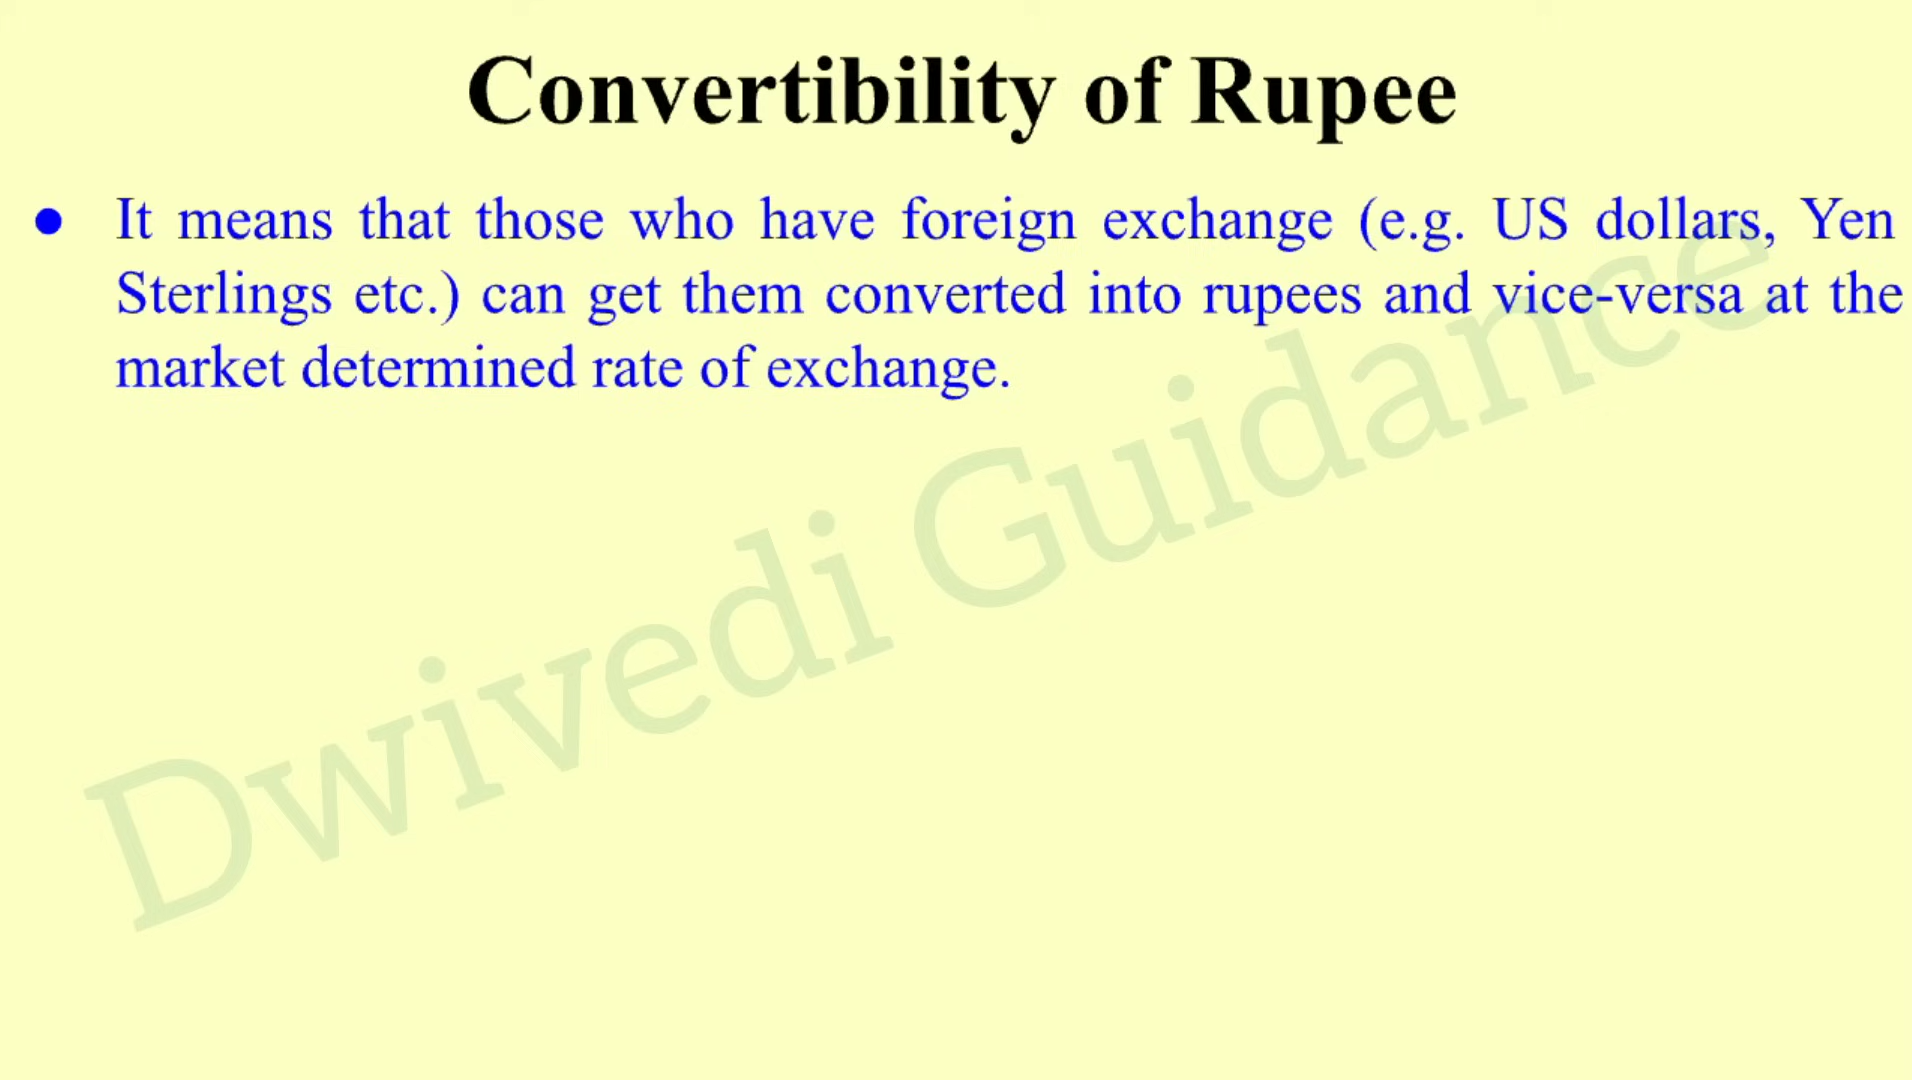 Convertibility of Rupee
● It means that those who have foreign exchange (e.g. US dollars, Yen
Sterlings etc.) can get them converted into rupees and vice-versa at the
market determined rate of exchange.
Dwivedi Guidance